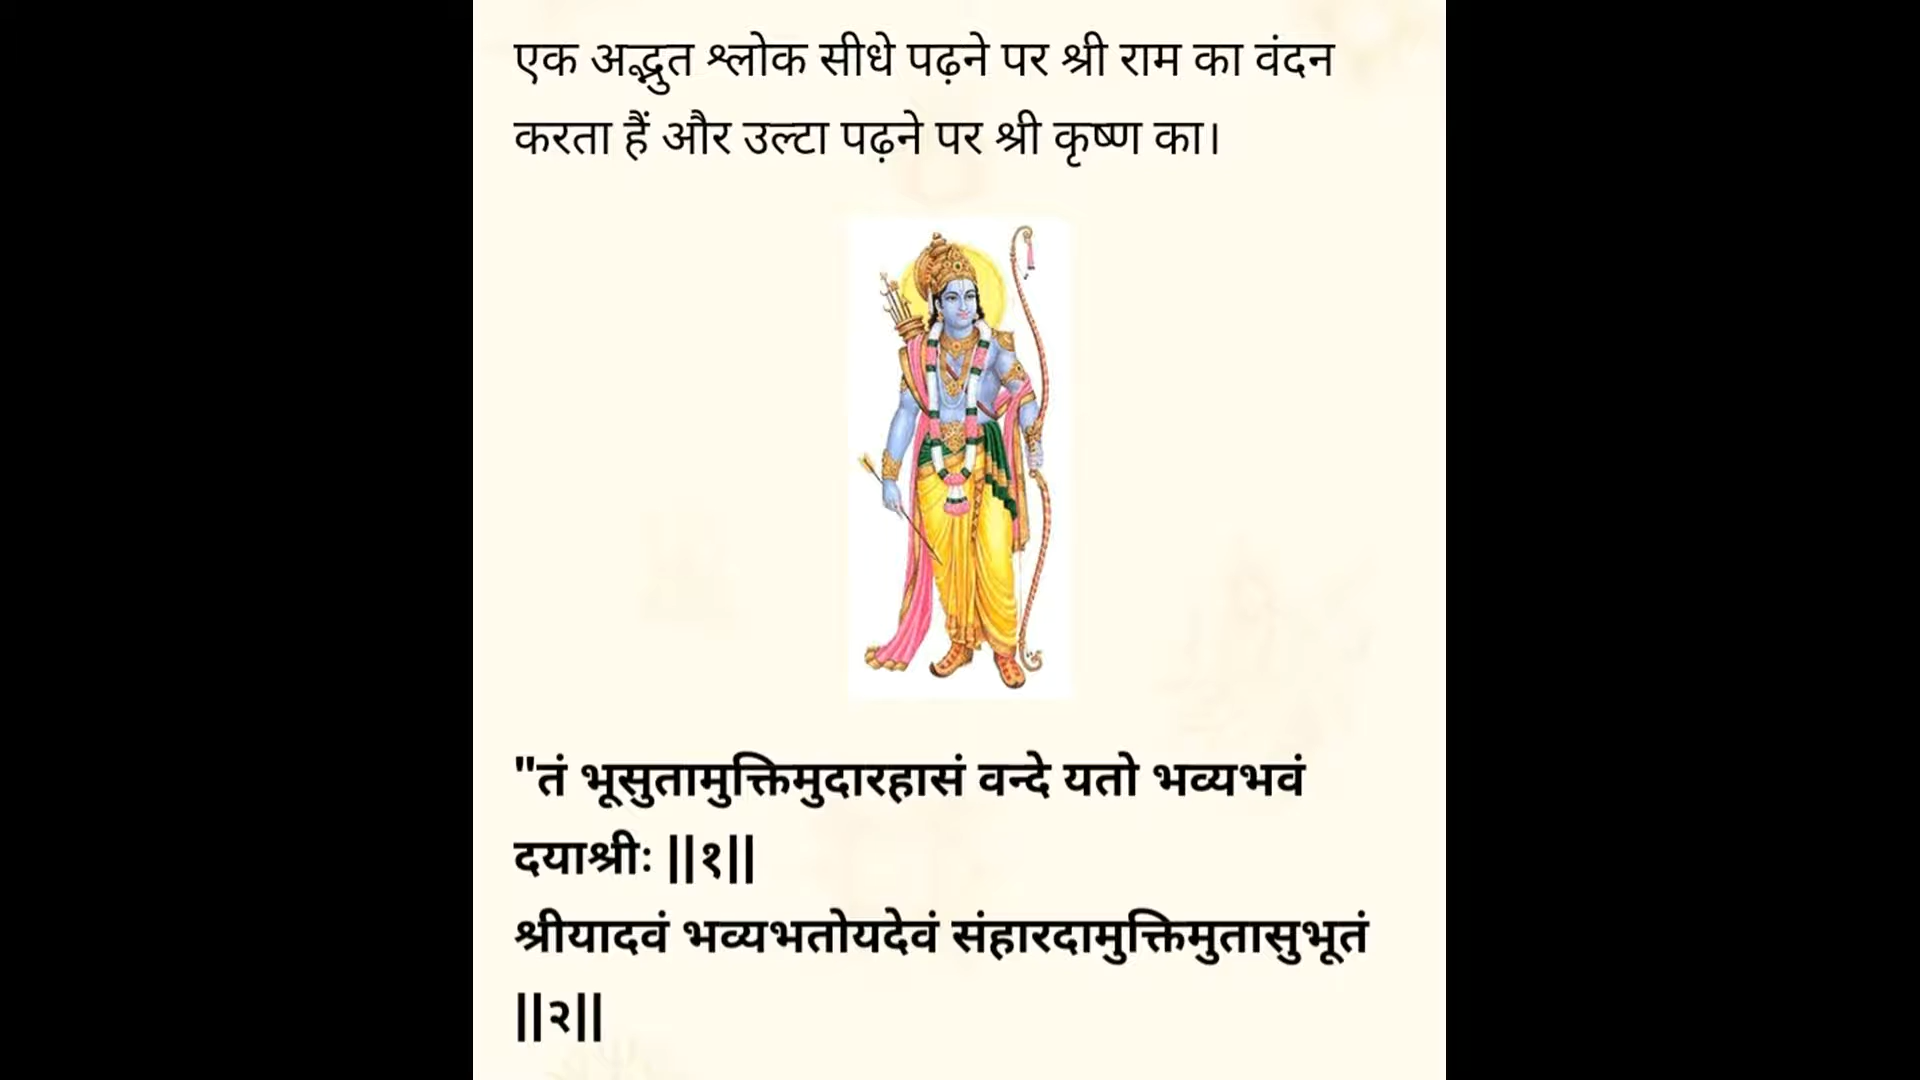 एक अद्भुत श्लोक सीधे पढ़ने पर श्री राम का वंदन
करता हैं और उल्टा पढ़ने पर श्री कृष्ण का।
"तं भूसुतामुक्तिमुदारहासं वन्दे यतो भव्यभवं
दयाश्रीः ||१||
श्रीयादवं भव्यभतोयदेवं संहारदामुक्तिमुतासुभूतं
||२||